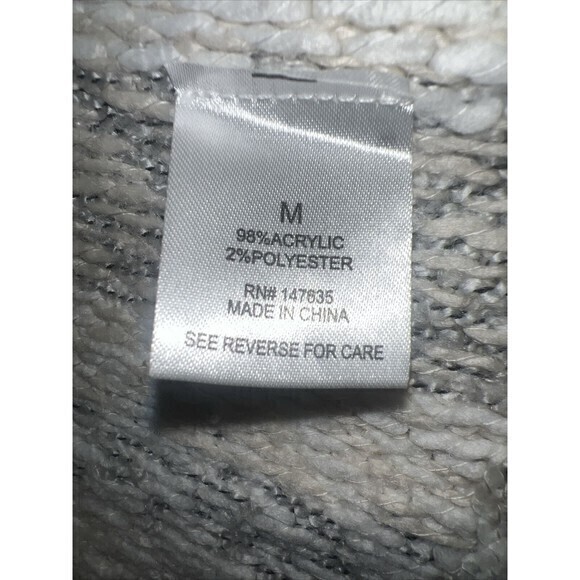 M
98%ACRYLIC
2%POLYESTER
RN# 147635
MADE IN CHINA
SEE REVERSE FOR CARE